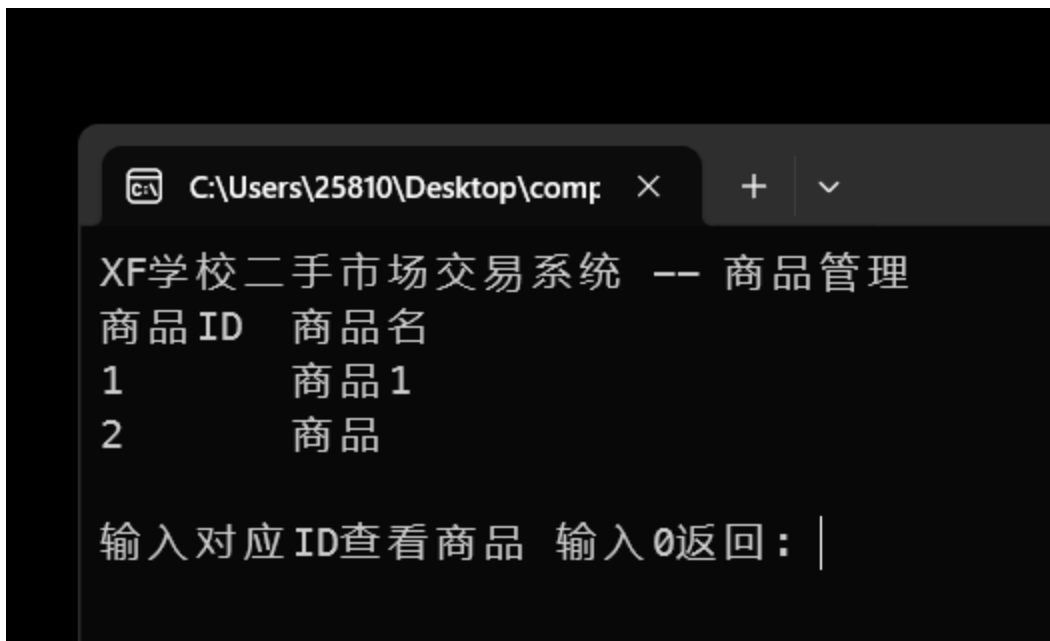 C:\Users\25810\Desktop\comp
XF学校二手市场交易系统 -- 商品管理
商品ID 商品名
1 商品1
2 商品
输入对应ID查看商品 输入0返回: